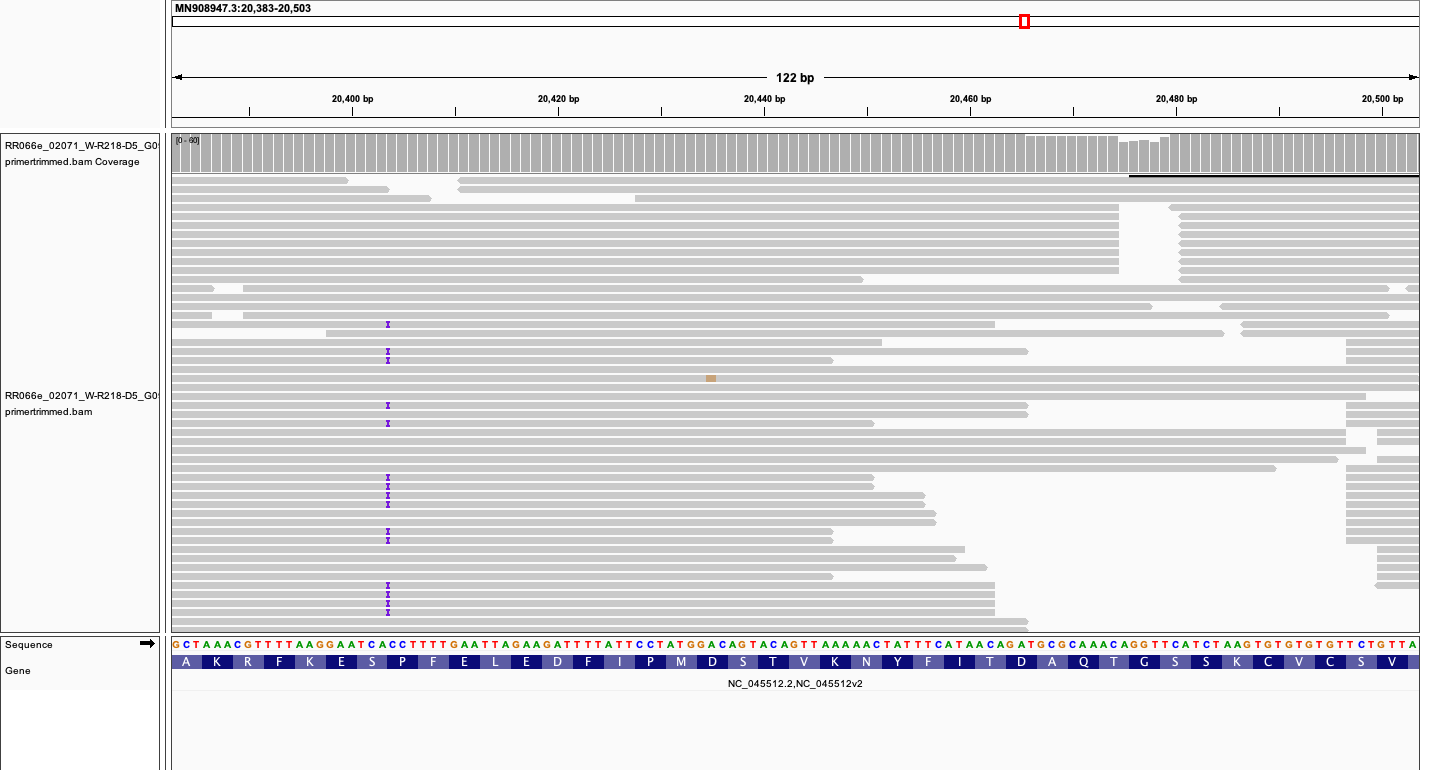 MN908947.3:20,383-20,503
122 bp
20,400 bp 20,420 bp 20,440 bp 20,460 bp 20,480 bp 20,500 bp
RR066e_02071_W-R218-D5_G0
primertrimmed.bam Coverage
[0 - 60]
RR066e_02071_W-R218-D5_G0
primertrimmed.bam
Sequence
GCTAAACGTTTTAAGGAATCACCTTTTGAATTAGAAGATTTTATTCCTATGGACAGTACAGTTAAAAACTATTTCATAACAGATGCGCAAACAGGTTCATCTAAGTGTGTGTGTTCTGTTA
Gene
A K R F K E S P F E L E D F I P M D S T V K N Y F I T D A Q T G S S K C V C S V
NC_045512.2,NC_045512v2